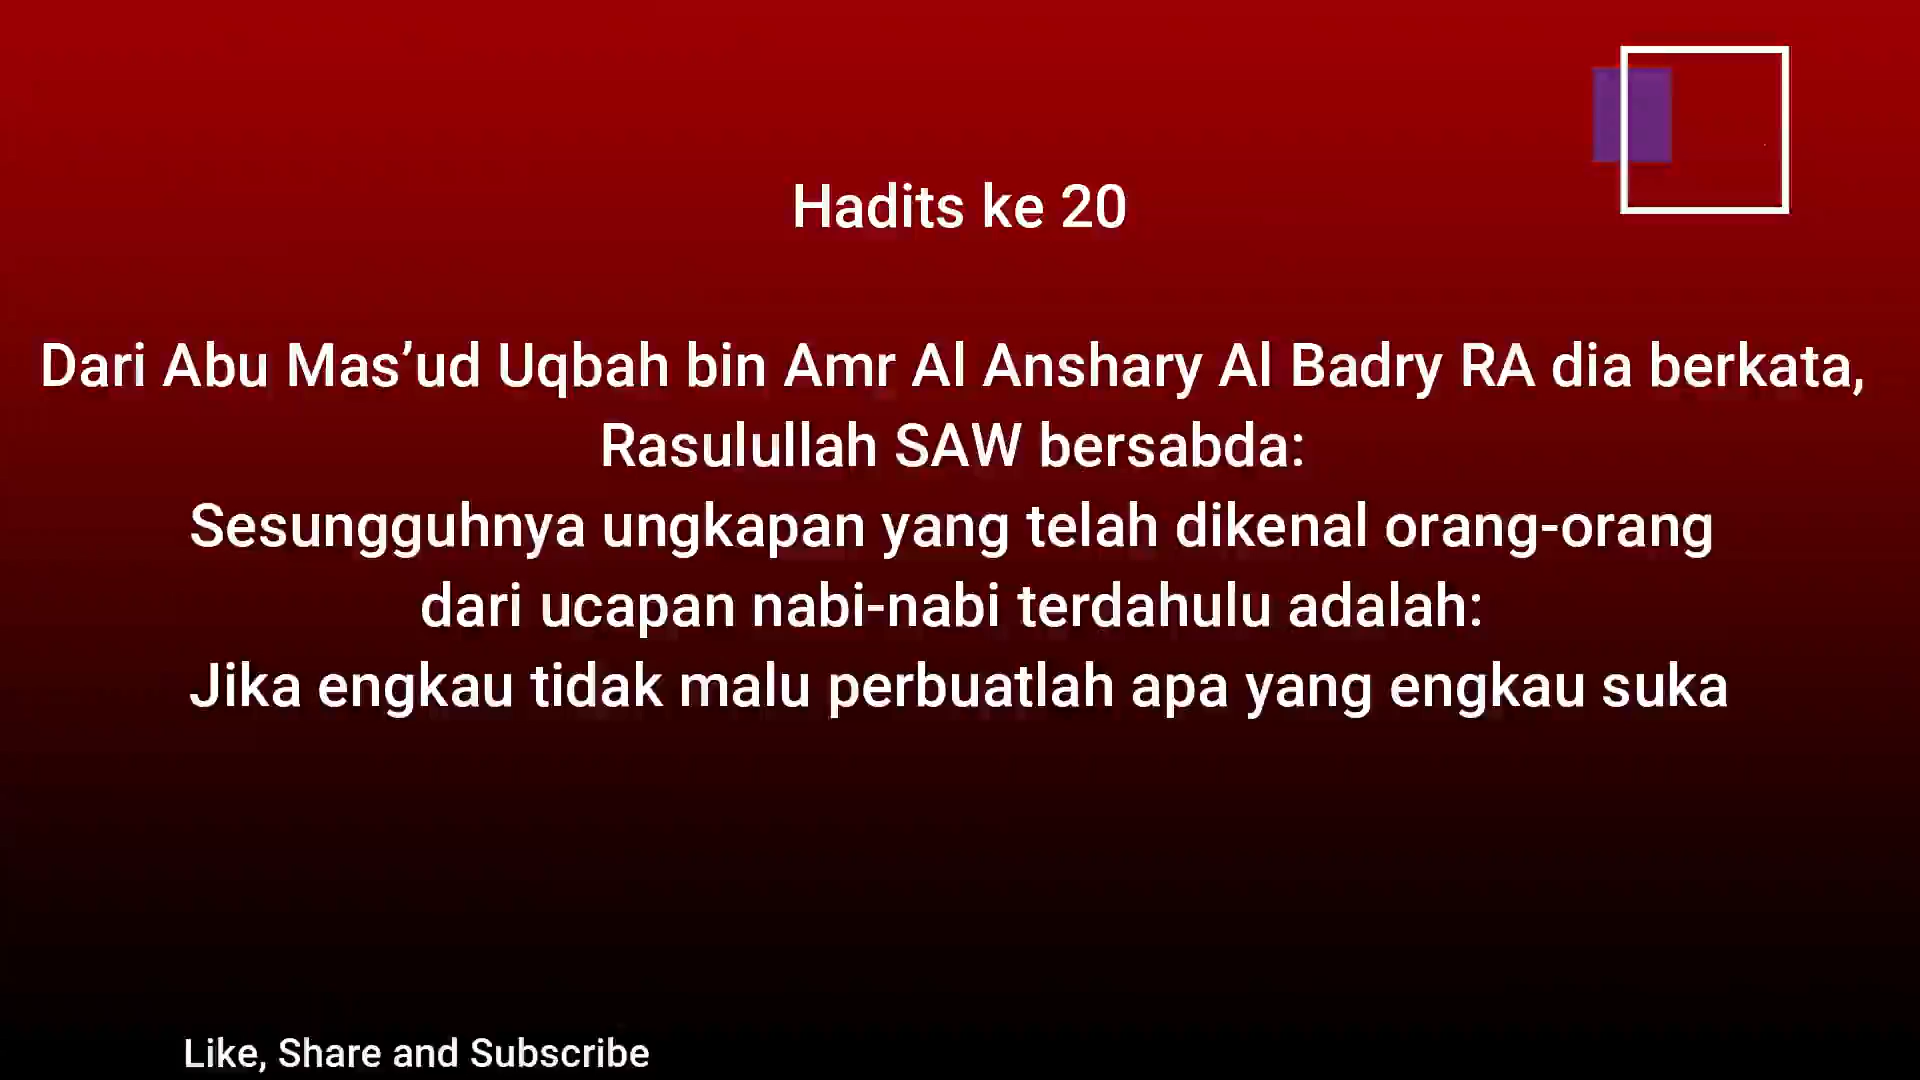 Hadits ke 20
Dari Abu Mas’ud Uqbah bin Amr Al Anshary Al Badry RA dia berkata,
Rasulullah SAW bersabda:
Sesungguhnya ungkapan yang telah dikenal orang-orang
dari ucapan nabi-nabi terdahulu adalah:
Jika engkau tidak malu perbuatlah apa yang engkau suka
Like, Share and Subscribe